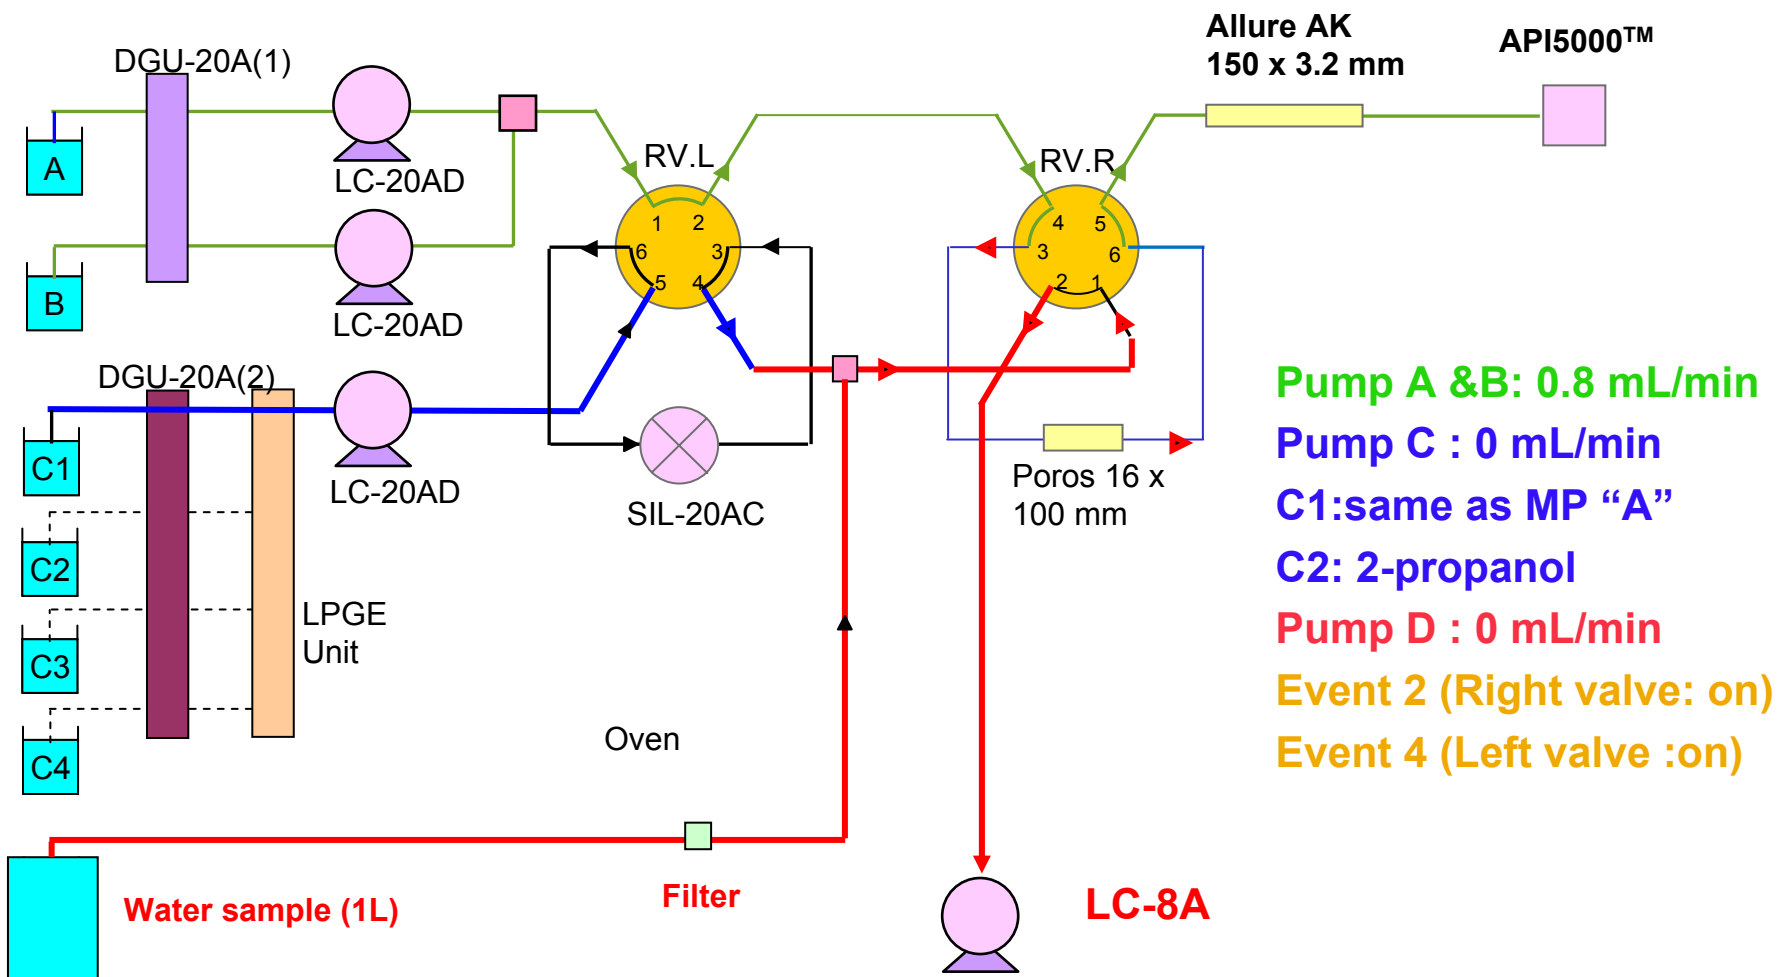 Allure AK
150 x 3.2 mm
API5000™
DGU-20A(1)
A
LC-20AD
RV.L
RV.R
1 2
6 3
5 4
4 5
3 6
2 1
B
LC-20AD
DGU-20A(2)
C1
LC-20AD
SIL-20AC
Poros 16 x
100 mm
C2
C3
C4
LPGE
Unit
Oven
Pump A &B: 0.8 mL/min
Pump C : 0 mL/min
C1:same as MP “A”
C2: 2-propanol
Pump D : 0 mL/min
Event 2 (Right valve: on)
Event 4 (Left valve :on)
Water sample (1L)
Filter
LC-8A